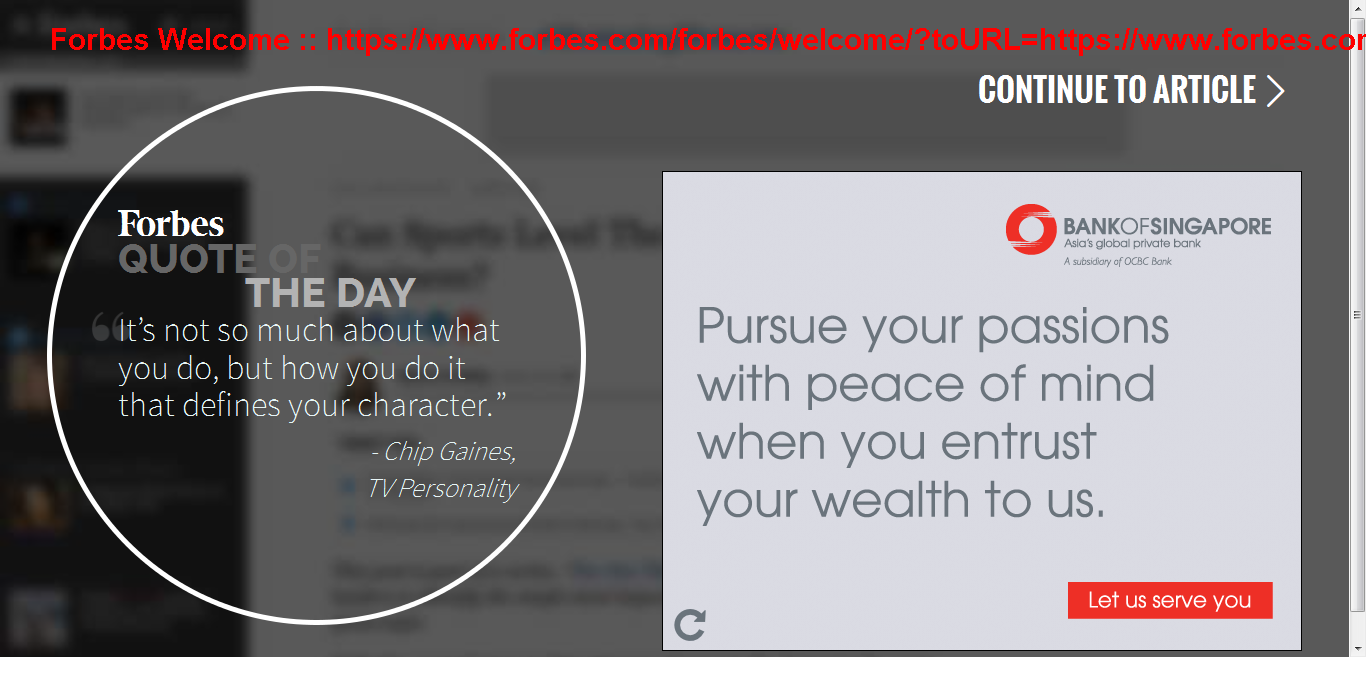 Forbes Welcome :: https://www.forbes.com/forbes/welcome/?toURL=https://www.forbes.com
CONTINUE TO ARTICLE
Forbes
QUOTE OF
THE DAY
“It’s not so much about what
you do, but how you do it
that defines your character.”
- Chip Gaines,
TV Personality
BANKOFSINGAPORE
Asia's global private bank
A subsidiary of OCBC Bank
Pursue your passions
with peace of mind
when you entrust
your wealth to us.
Let us serve you